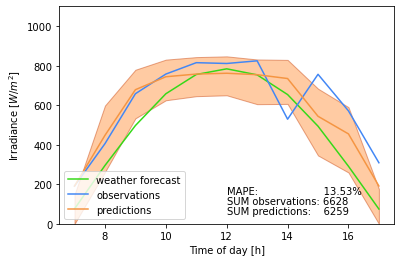 1000
800
600
400
200
0
Irradiance [W/m²]
weather forecast
observations
predictions
MAPE: 13.53%
SUM observations: 6628
SUM predictions: 6259
8 10 12 14 16
Time of day [h]